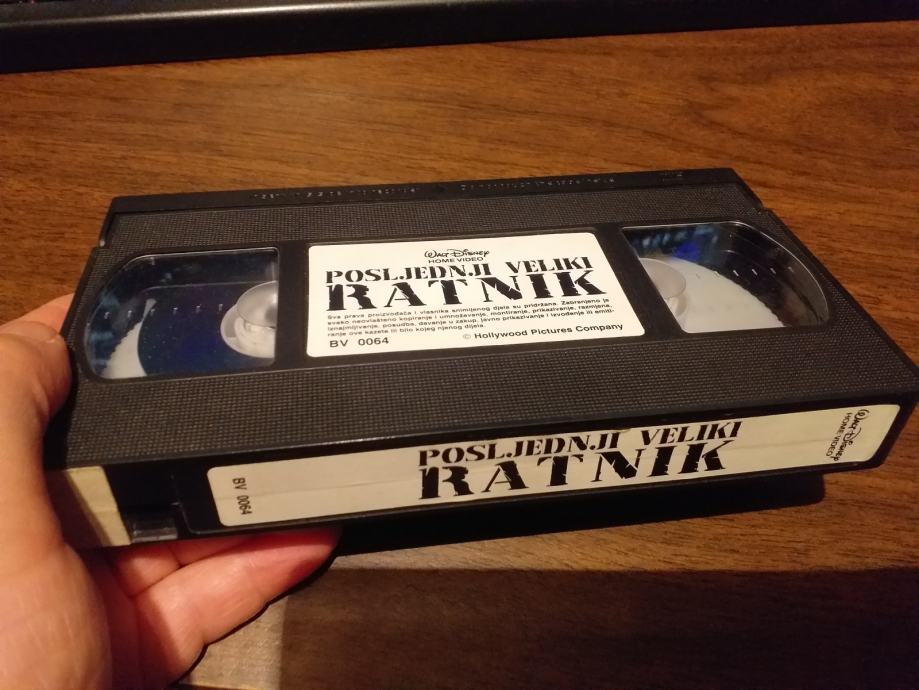 Walt Disney
HOME VIDEO
POSLJEDNJI VELIKI
RATNIK
Sva prava proizvođača i vlasnika snimljenog djela su pridržana. Zabranjeno je
svako neovlašteno kopiranje i umnožavanje, montiranje, prikazivanje, razmjena,
iznajmljivanje, posudba, davanje u zakup, javno prikazivanje i izvođenje ili emiti-
ranje ove kazete ili bilo kojeg njenog dijela.
BV 0064
© Hollywood Pictures Company
BV 0064
POSLJEDNJI VELIKI
RATNIK
Walt Disney
HOME VIDEO